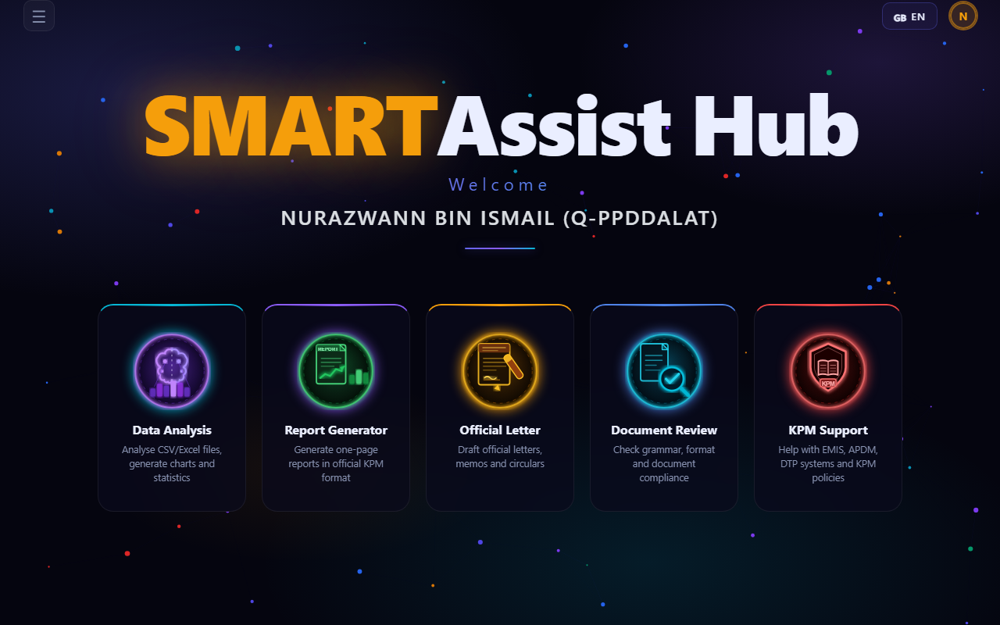 ☰
GB EN
N
SMARTAssist Hub
Welcome
NURAZWANN BIN ISMAIL (Q-PPDDALAT)
REPORT
KPM
Data Analysis
Analyse CSV/Excel files,
generate charts and
statistics
Report Generator
Generate one-page
reports in official KPM
format
Official Letter
Draft official letters,
memos and circulars
Document Review
Check grammar, format
and document
compliance
KPM Support
Help with EMIS, APDM,
DTP systems and KPM
policies